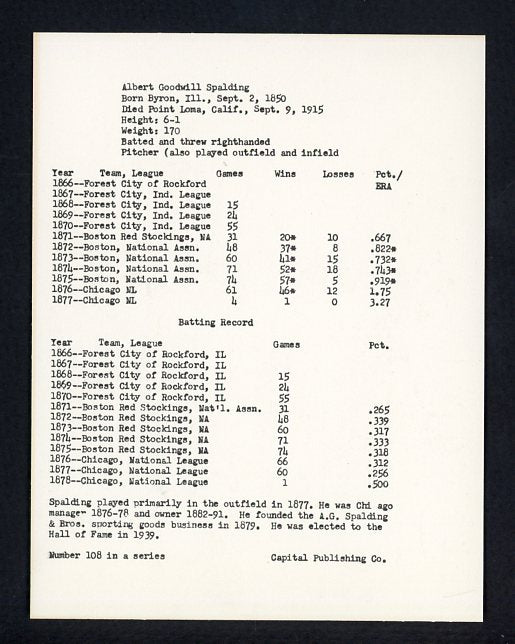 Albert Goodwill Spalding
Born Byron, Ill., Sept. 2, 1850
Died Point Loma, Calif., Sept. 9, 1915
Height: 6-1
Weight: 170
Batted and threw righthanded
Pitcher (also played outfield and infield
Year Team, League Games Wins Losses Pct./
1866--Forest City of Rockford ERA
1867--Forest City, Ind. League
1868--Forest City, Ind. League 15
1869--Forest City, Ind. League 24
1870--Forest City, Ind. League 55
1871--Boston Red Stockings, NA 31 20* 10 .667
1872--Boston, National Assn. 48 37* 8 .822*
1873--Boston, National Assn. 60 41* 15 .732*
1874--Boston, National Assn. 71 52* 18 .743*
1875--Boston, National Assn. 74 57* 5 .919*
1876--Chicago NL 61 46* 12 1.75
1877--Chicago NL 4 1 0 3.27
Batting Record
Year Team, League Games Pct.
1866--Forest City of Rockford, IL
1867--Forest City of Rockford, IL
1868--Forest City of Rockford, IL 15
1869--Forest City of Rockford, IL 24
1870--Forest City of Rockford, IL 55
1871--Boston Red Stockings, Nat'l. Assn. 31 .265
1872--Boston Red Stockings, NA 48 .339
1873--Boston Red Stockings, NA 60 .317
1874--Boston Red Stockings, NA 71 .333
1875--Boston Red Stockings, NA 74 .318
1876--Chicago, National League 66 .312
1877--Chicago, National League 60 .256
1878--Chicago, National League 1 .500
Spalding played primarily in the outfield in 1877. He was Chi ago
manager 1876-78 and owner 1882-91. He founded the A.G. Spalding
& Bros. sporting goods business in 1879. He was elected to the
Hall of Fame in 1939.
Number 108 in a series Capital Publishing Co.